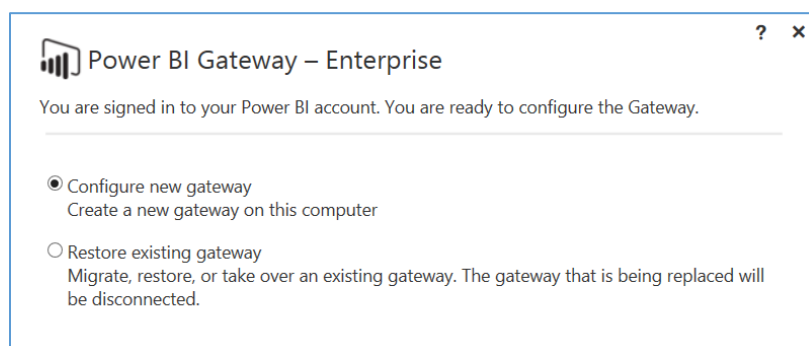 ? ×
Power BI Gateway – Enterprise
You are signed in to your Power BI account. You are ready to configure the Gateway.
Configure new gateway
Create a new gateway on this computer
Restore existing gateway
Migrate, restore, or take over an existing gateway. The gateway that is being replaced will
be disconnected.